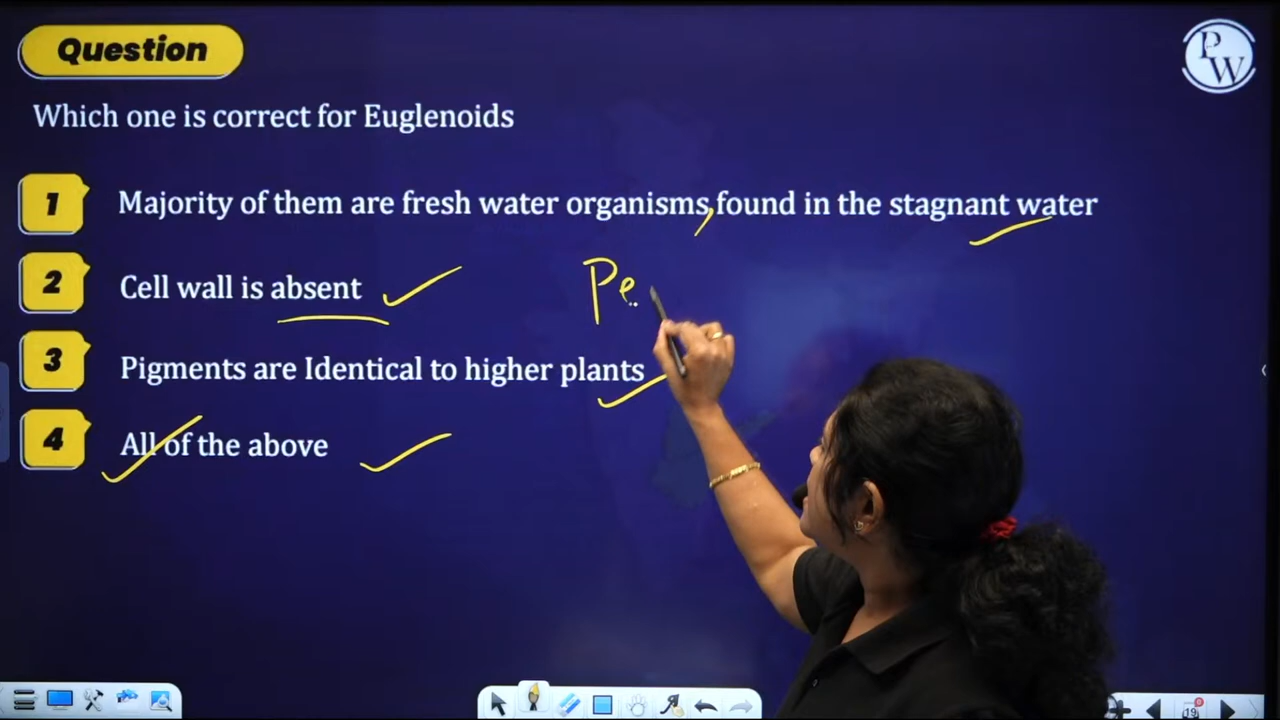 Question
PW
Which one is correct for Euglenoids
1 Majority of them are fresh water organisms, found in the stagnant water
2 Cell wall is absent
Pe
3 Pigments are Identical to higher plants
4 All of the above
19